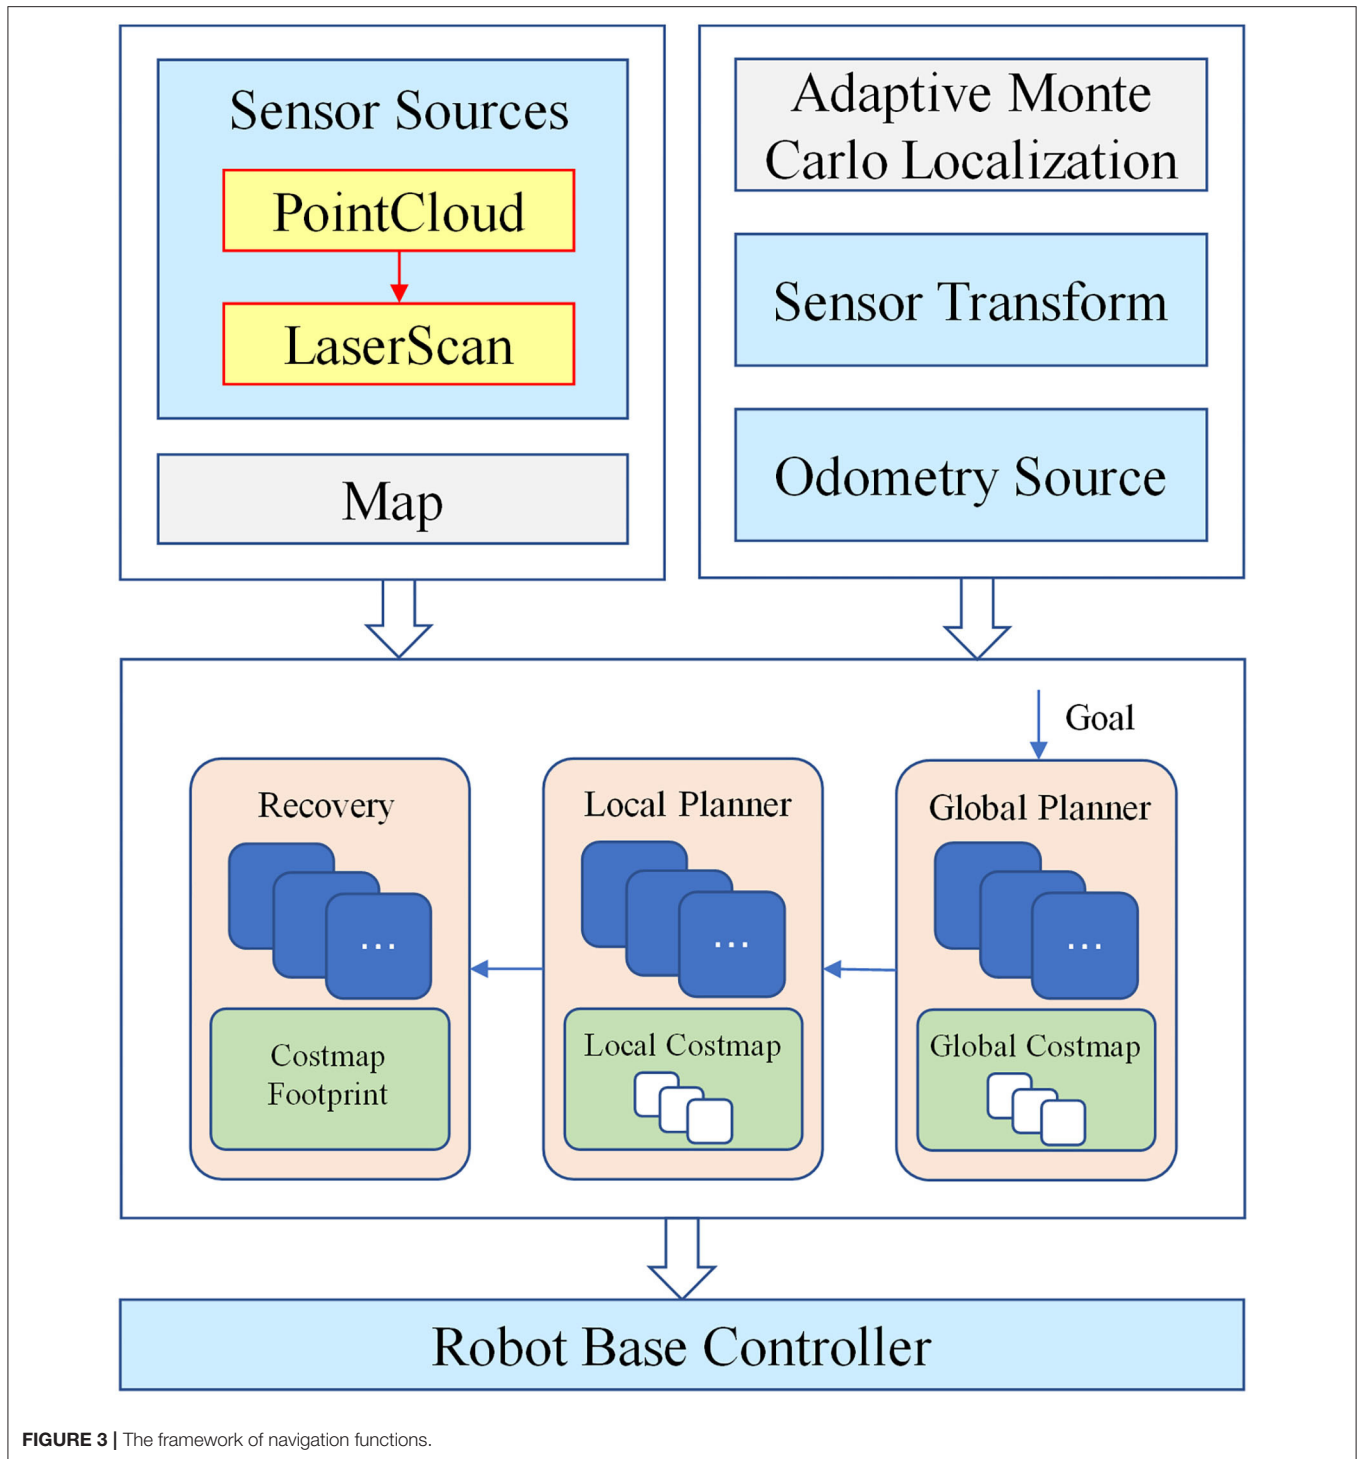 Sensor Sources
PointCloud
LaserScan
Map
Adaptive Monte
Carlo Localization
Sensor Transform
Odometry Source
Goal
Recovery
...
Costmap
Footprint
Local Planner
...
Local Costmap
Global Planner
...
Global Costmap
Robot Base Controller
FIGURE 3 | The framework of navigation functions.